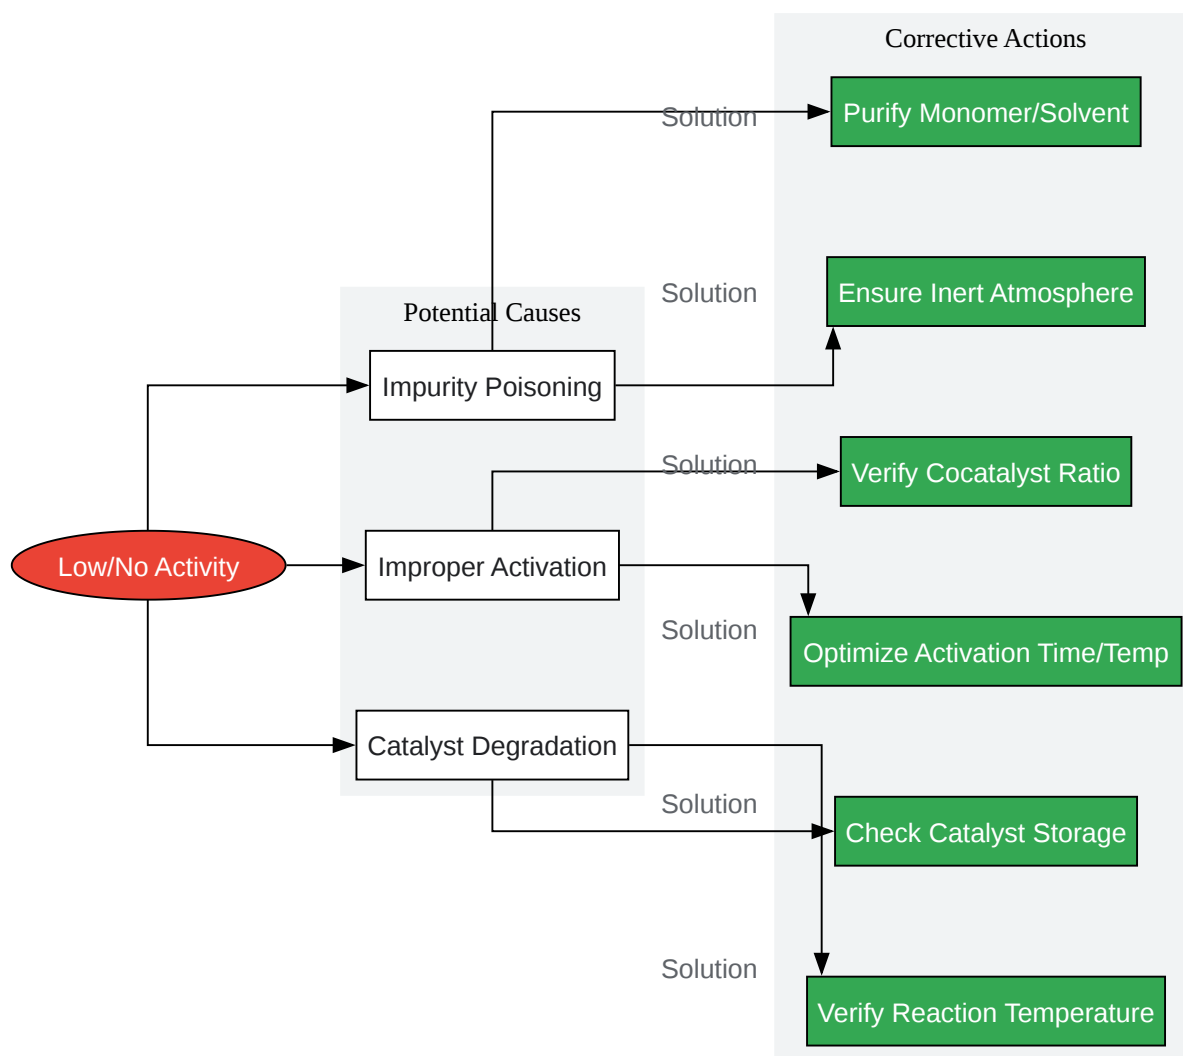 Corrective Actions
Solution
Purify Monomer/Solvent
Solution
Ensure Inert Atmosphere
Potential Causes
Impurity Poisoning
Solution
Verify Cocatalyst Ratio
Low/No Activity
Improper Activation
Solution
Optimize Activation Time/Temp
Catalyst Degradation
Solution
Check Catalyst Storage
Solution
Verify Reaction Temperature